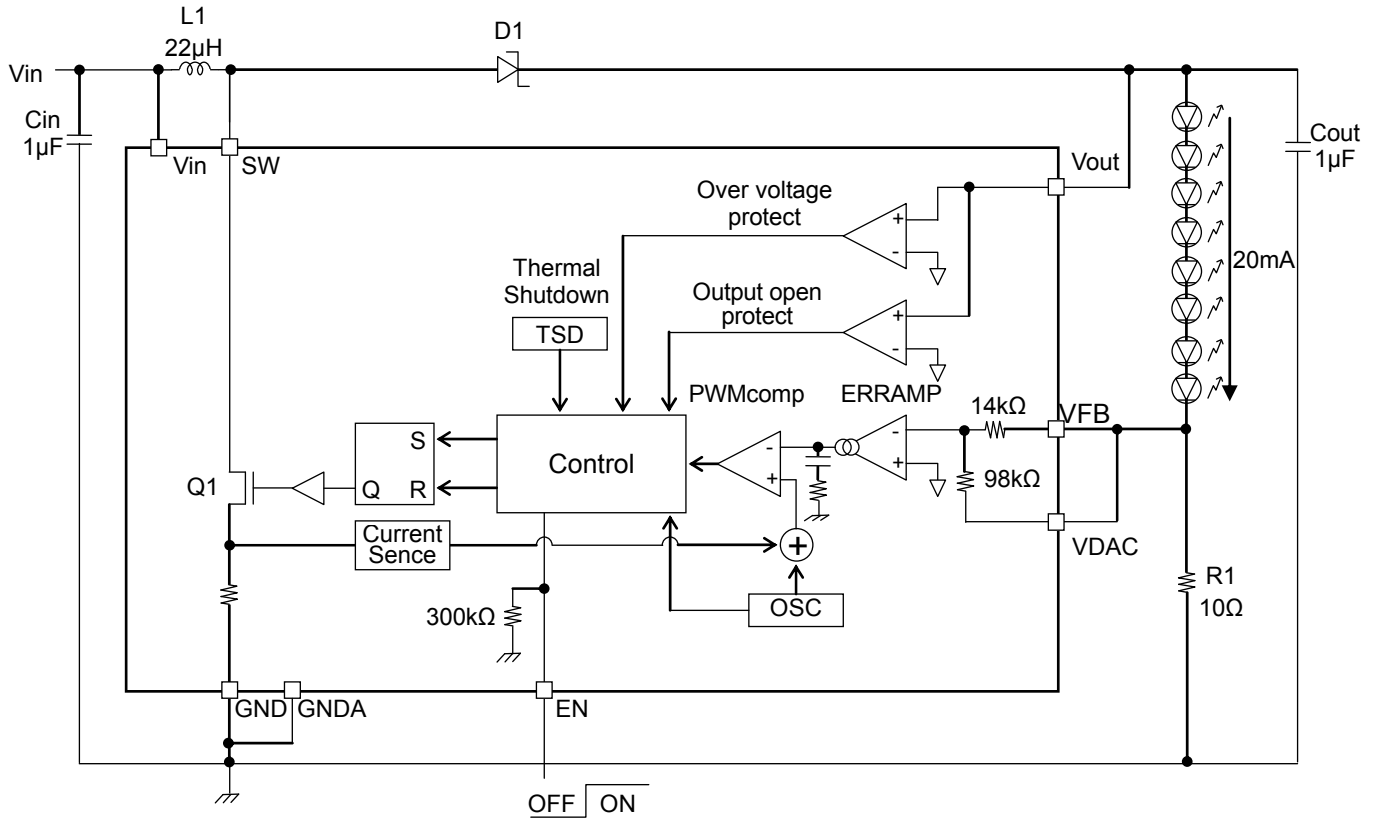 L1
22µH
D1
Vin
Cin
1µF
Vin
SW
Vout
Cout
1µF
Over voltage
protect
20mA
Thermal
Shutdown
Output open
protect
TSD
+
-
+
-
PWMcomp
ERRAMP
14kΩ
VFB
S
Control
-
+
-
+
98kΩ
Q1
Q
R
Current
Sence
+
VDAC
R1
10Ω
300kΩ
OSC
GND
GNDA
EN
OFF
ON